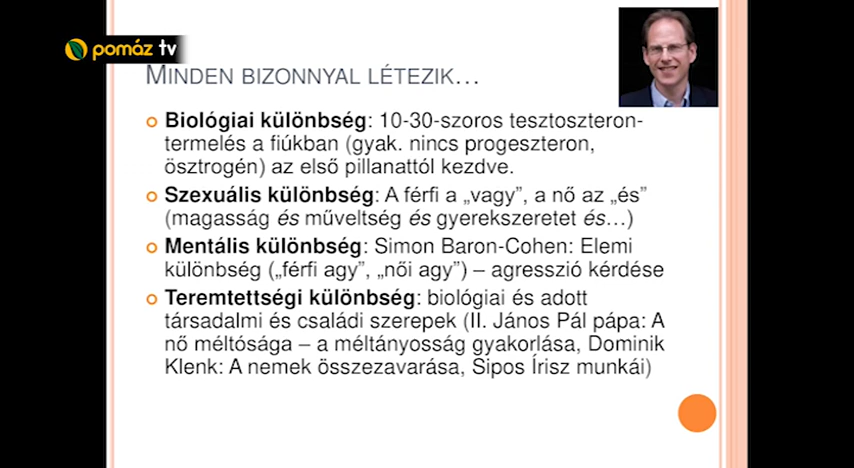 pomáz tv
MINDEN BIZONNYAL LÉTEZIK…
Biológiai különbség: 10-30-szoros tesztoszteron-
termelés a fiúkban (gyak. nincs progeszteron,
ösztrogén) az első pillanattól kezdve.
Szexuális különbség: A férfi a „vagy”, a nő az „és”
(magasság és műveltség és gyerekszeretet és…)
Mentális különbség: Simon Baron-Cohen: Elemi
különbség („férfi agy”, „női agy”) – agresszió kérdése
Teremtettségi különbség: biológiai és adott
társadalmi és családi szerepek (II. János Pál pápa: A
nő méltósága – a méltányosság gyakorlása, Dominik
Klenk: A nemek összezavarása, Sipos Írisz munkái)